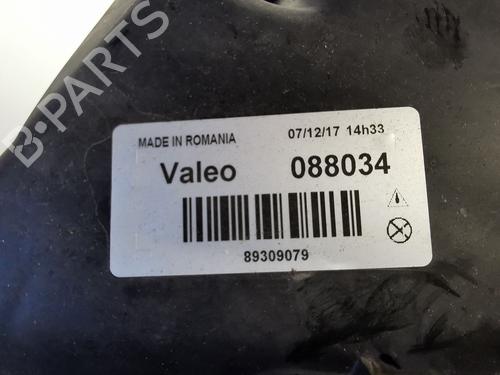 B-PARTS
MADE IN ROMANIA 07/12/17 14h33
Valeo 088034
89309079